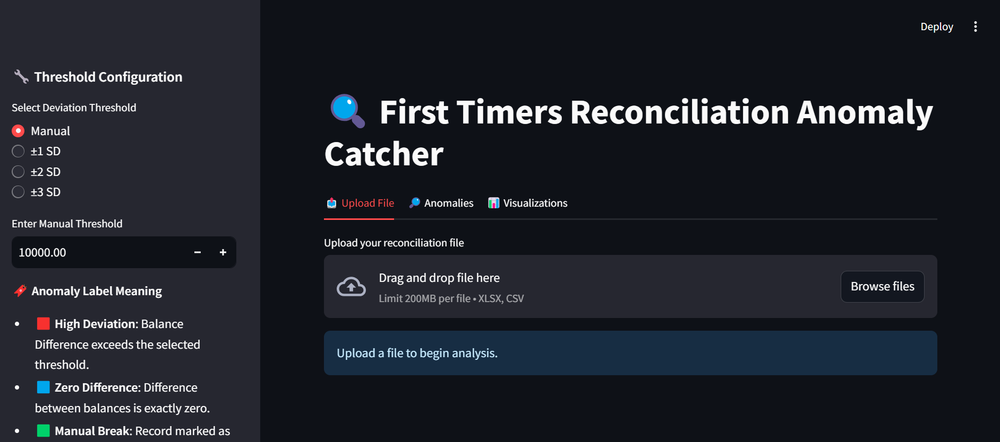 Deploy
Threshold Configuration
Select Deviation Threshold
Manual
±1 SD
±2 SD
±3 SD
Enter Manual Threshold
10000.00
Anomaly Label Meaning
High Deviation: Balance
Difference exceeds the selected
threshold.
Zero Difference: Difference
between balances is exactly zero.
Manual Break: Record marked as
First Timers Reconciliation Anomaly
Catcher
Upload File Anomalies Visualizations
Upload your reconciliation file
Drag and drop file here
Limit 200MB per file • XLSX, CSV
Browse files
Upload a file to begin analysis.